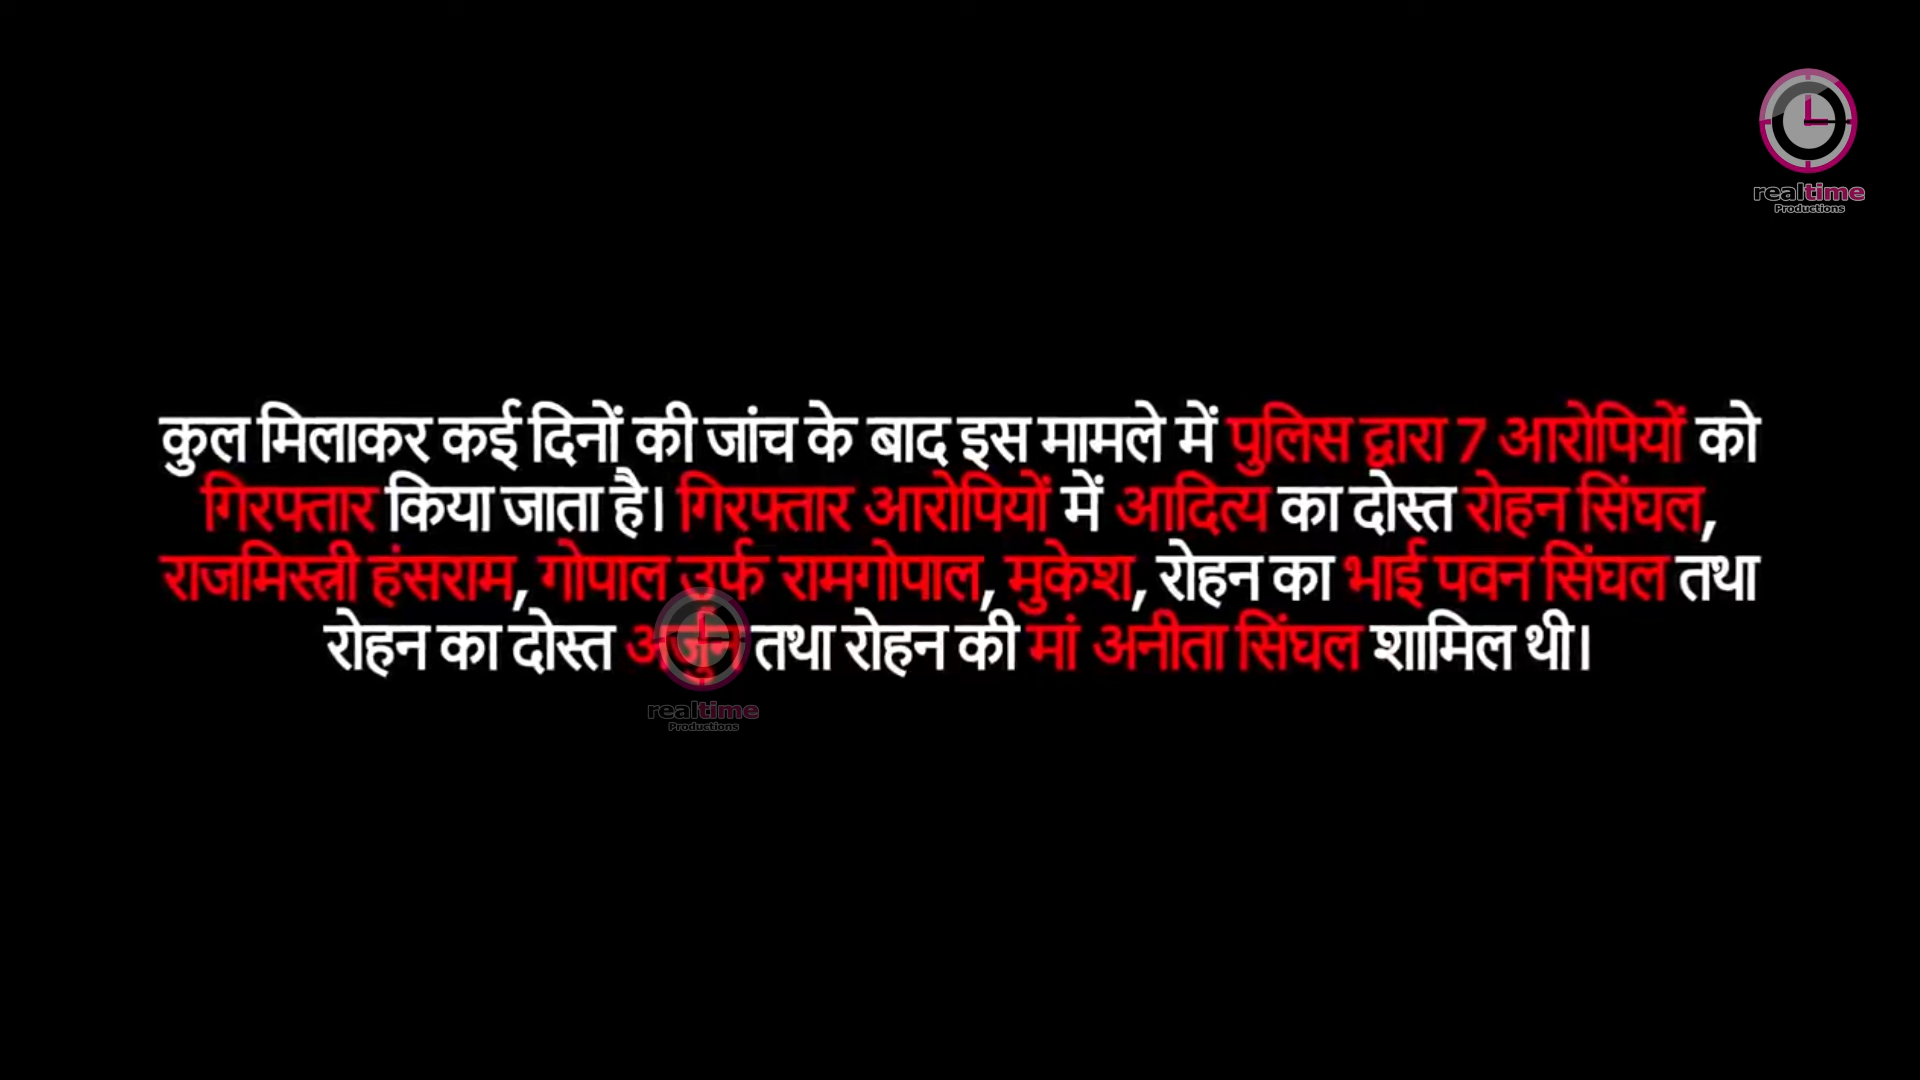 realtime
Productions
कुल मिलाकर कई दिनों की जांच के बाद इस मामले में पुलिस द्वारा 7 आरोपियों को
गिरफ्तार किया जाता है। गिरफ्तार आरोपियों में आदित्य का दोस्त रोहन सिंघल,
राजमिस्त्री हंसराम, गोपाल उर्फ रामगोपाल, मुकेश, रोहन का भाई पवन सिंघल तथा
रोहन का दोस्त अर्जुन तथा रोहन की मां अनीता सिंघल शामिल थी।
realtime
Productions